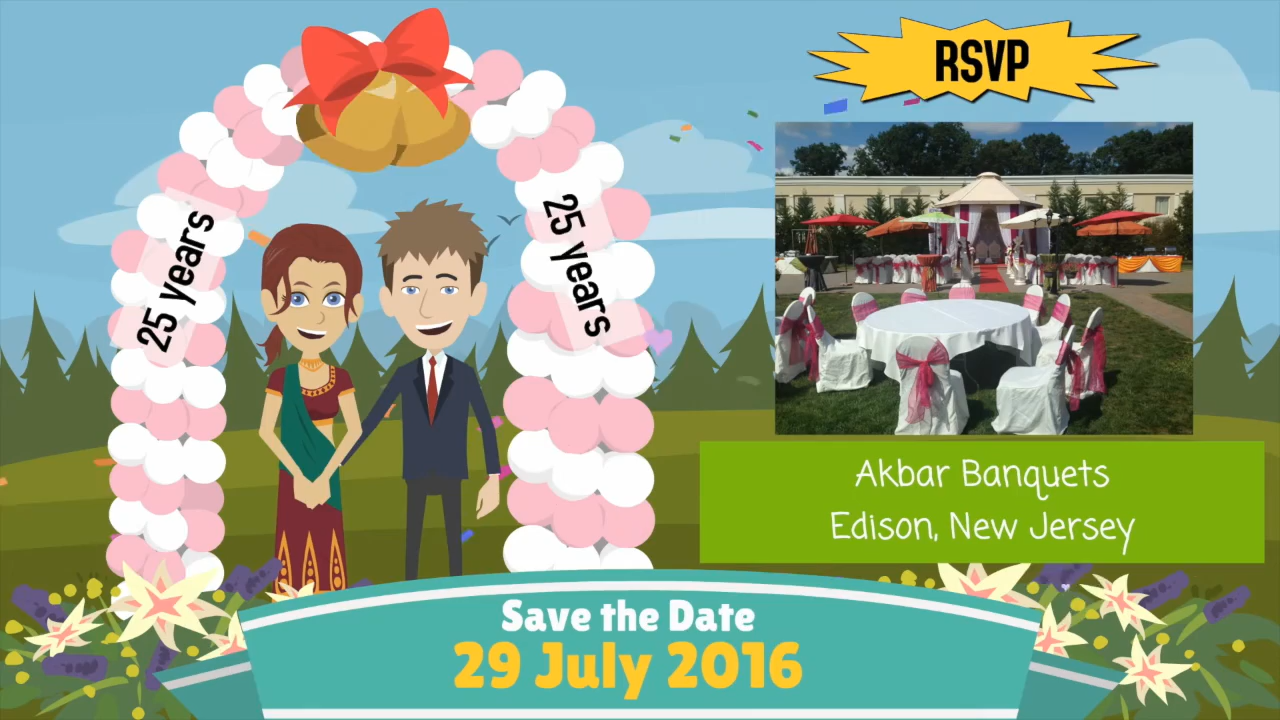 RSVP
25 years
25 years
Akbar Banquets
Edison, New Jersey
Save the Date
29 July 2016